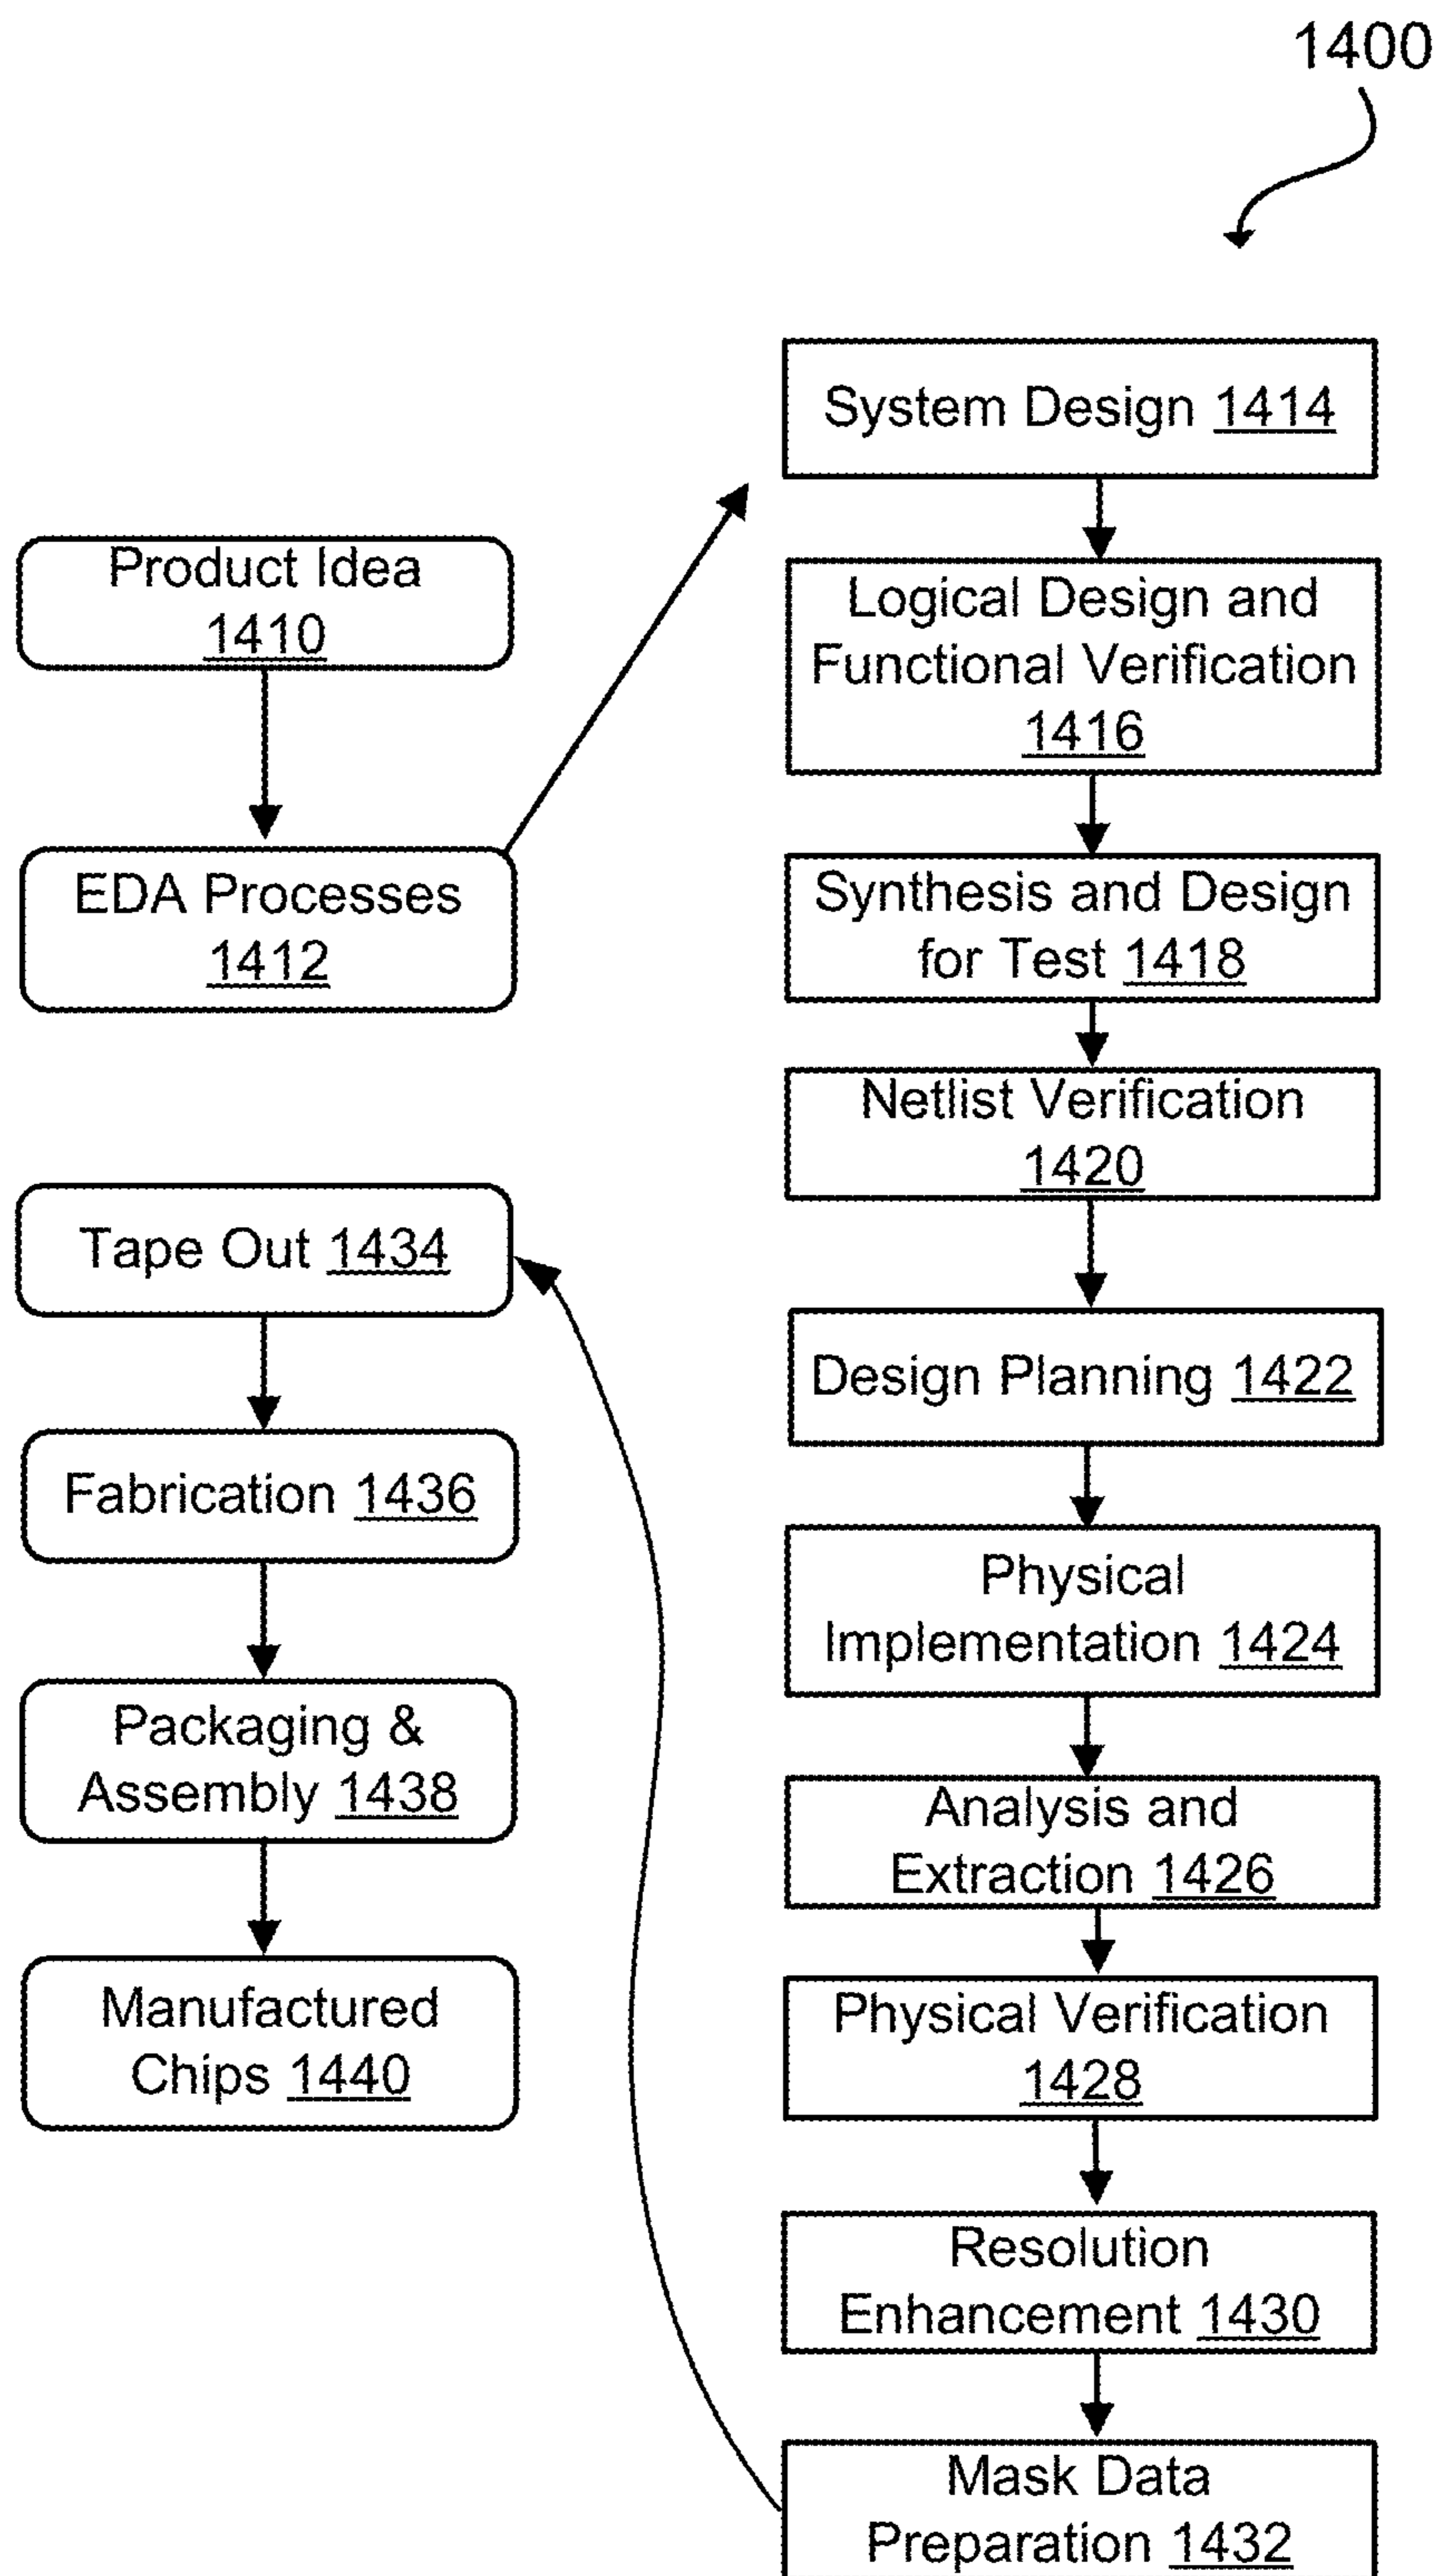 1400
Product Idea
1410
EDA Processes
1412
System Design 1414
Logical Design and
Functional Verification
1416
Synthesis and Design
for Test 1418
Netlist Verification
1420
Design Planning 1422
Physical
Implementation 1424
Analysis and
Extraction 1426
Physical Verification
1428
Resolution
Enhancement 1430
Mask Data
Preparation 1432
Tape Out 1434
Fabrication 1436
Packaging &
Assembly 1438
Manufactured
Chips 1440